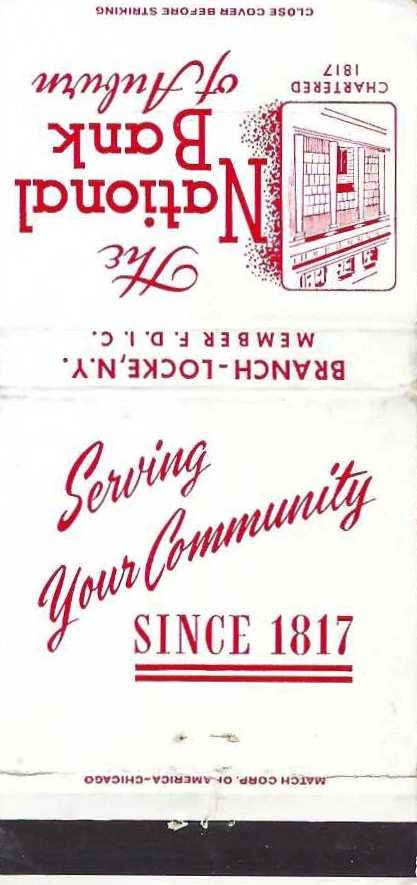 CLOSE COVER BEFORE STRIKING
CHARTERED
1817
The
National
Bank
of Auburn
BRANCH-LOCKE, N.Y.
MEMBER F. D. I. C.
Serving
Your Community
SINCE 1817
MATCH CORP. OF AMERICA-CHICAGO